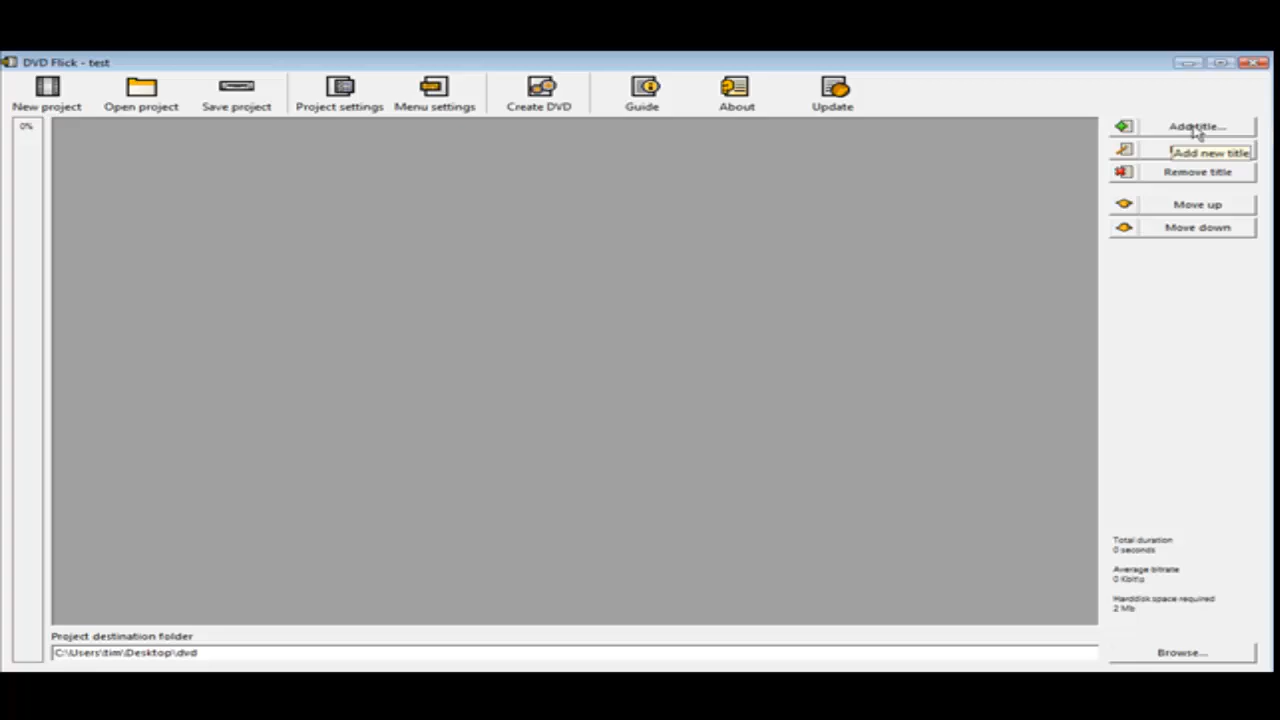 DVD Flick - test
New project
Open project
Save project
Project settings
Menu settings
Create DVD
Guide
About
Update
0%
Add title...
Add new title
Remove title
Move up
Move down
Total duration
0 seconds
Average bitrate
0 Kbit\s
Harddisk space required
2 Mb
Project destination folder
C:\Users\tim\Desktop\dvd
Browse...